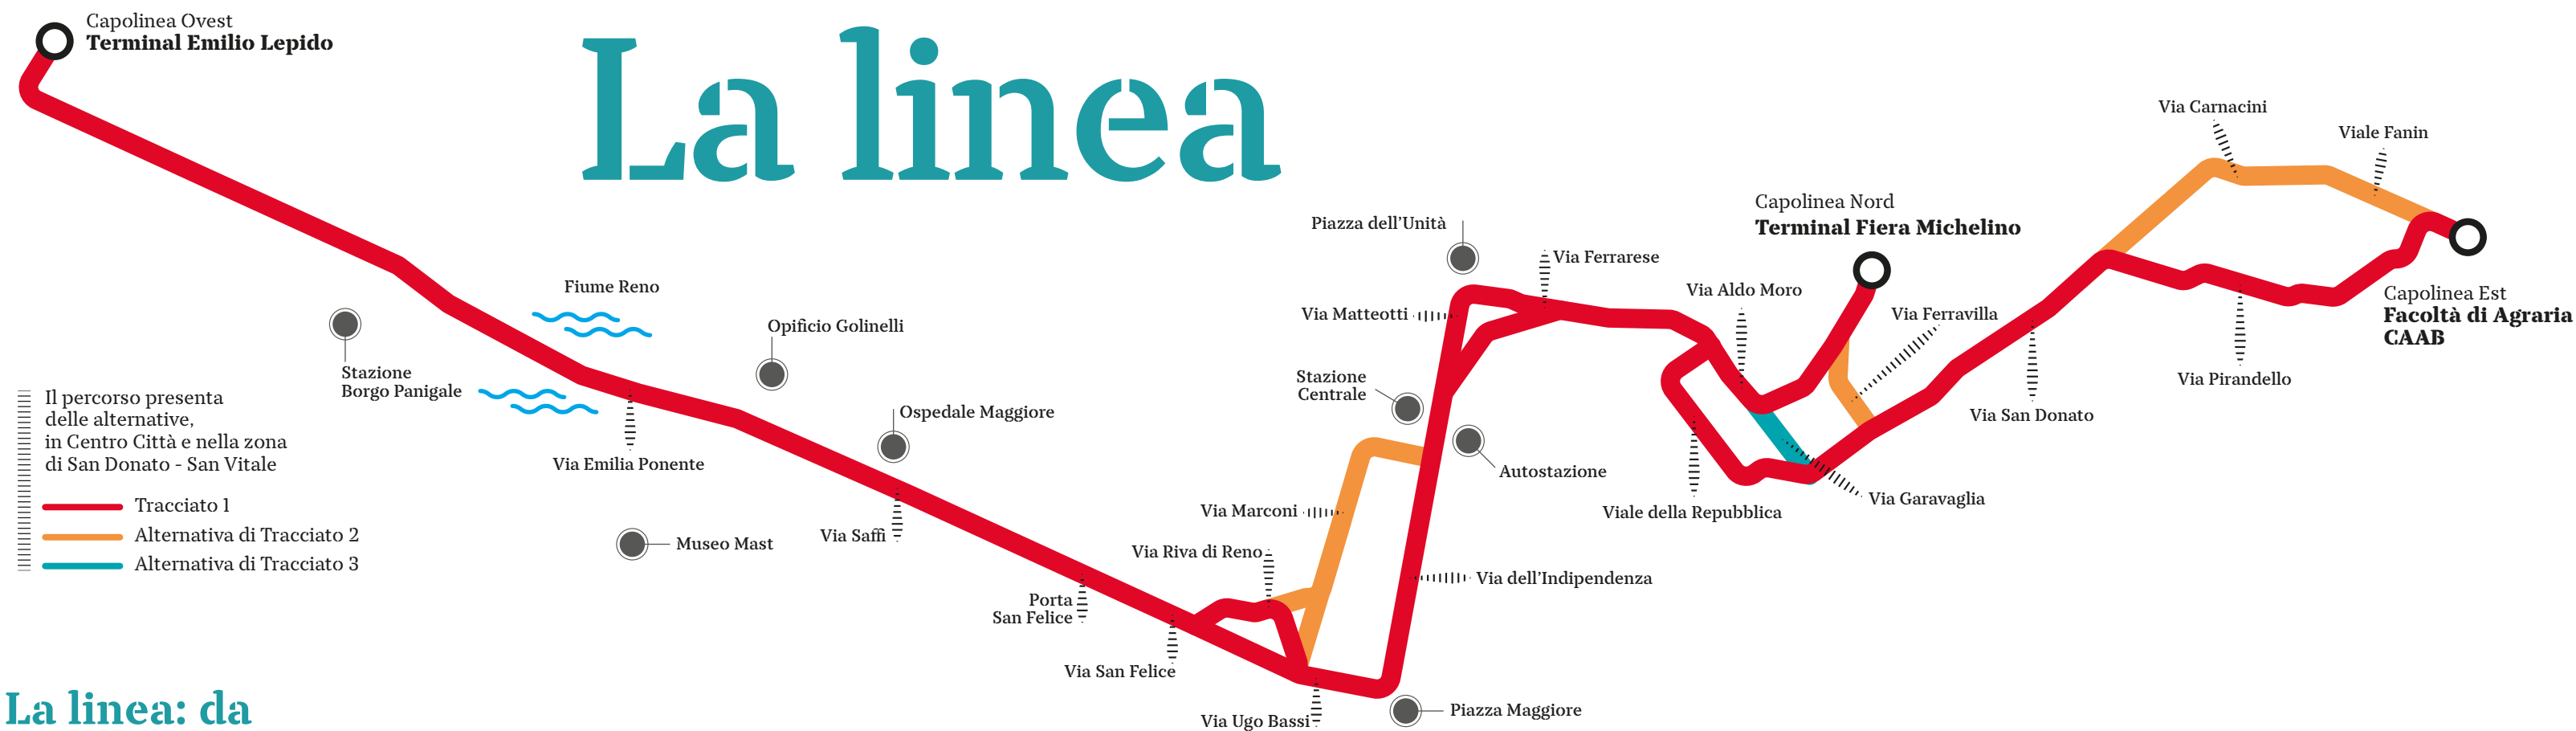 Capolinea Ovest
Terminal Emilio Lepido
La linea
Via Carnacini
Viale Fanin
Capolinea Nord
Terminal Fiera Michelino
Piazza dell’Unità
Via Ferrarese
Via Aldo Moro
Via Matteotti
Via Ferravilla
Capolinea Est
Facoltà di Agraria
CAAB
Fiume Reno
Opificio Golinelli
Stazione
Borgo Panigale
Stazione
Centrale
Via Pirandello
Via San Donato
Ospedale Maggiore
Via Emilia Ponente
Autostazione
Via Garavaglia
Viale della Repubblica
Il percorso presenta
delle alternative,
in Centro Città e nella zona
di San Donato - San Vitale
Tracciato 1
Alternativa di Tracciato 2
Alternativa di Tracciato 3
Museo Mast
Via Saffi
Via Marconi
Via Riva di Reno
Via dell’Indipendenza
Porta
San Felice
Via San Felice
Via Ugo Bassi
Piazza Maggiore
La linea: da